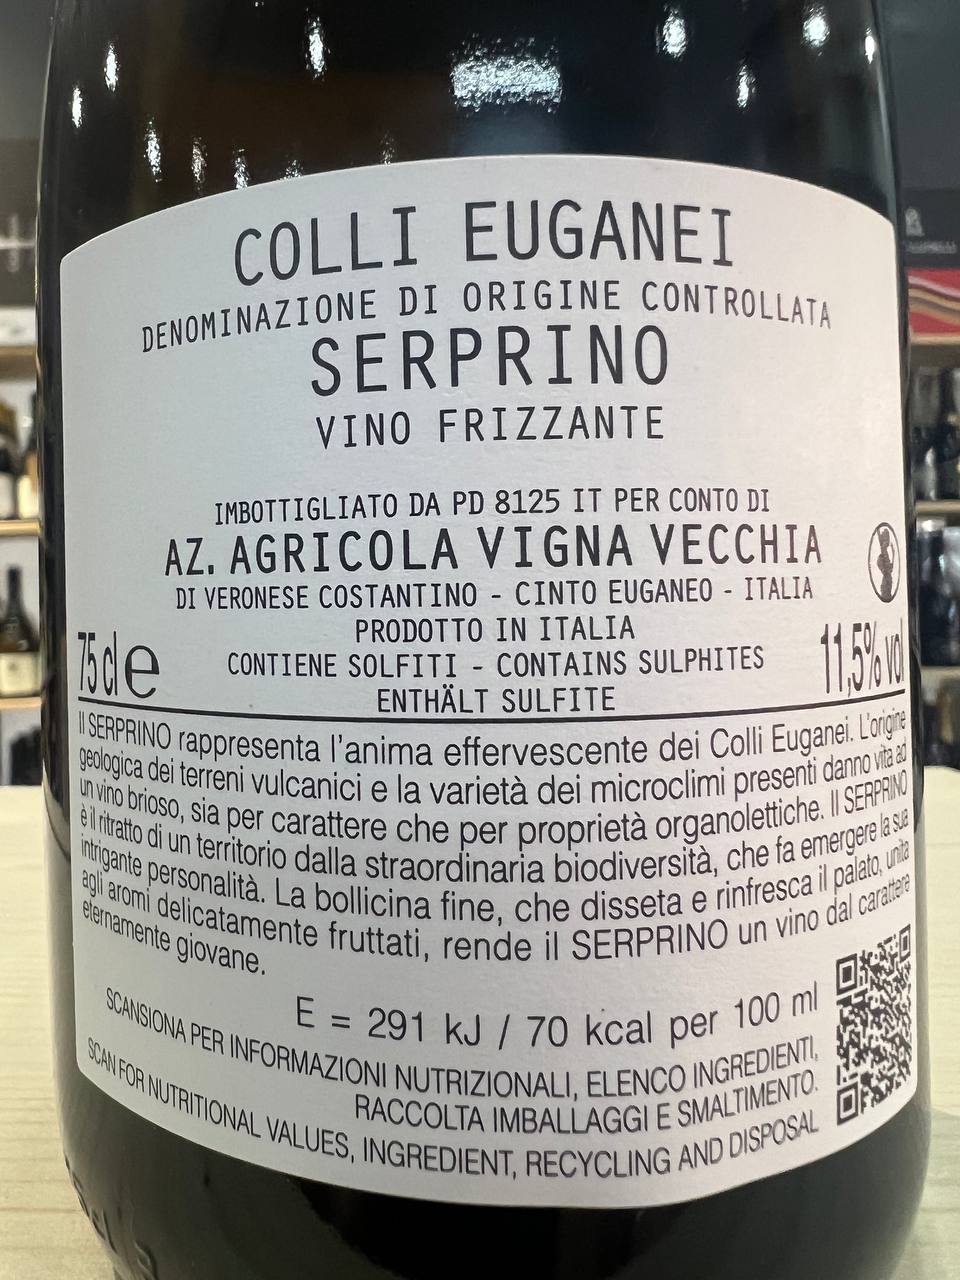 COLLI EUGANEI
DENOMINAZIONE DI ORIGINE CONTROLLATA
SERPRINO
VINO FRIZZANTE
IMBOTTIGLIATO DA PD 8125 IT PER CONTO DI
AZ. AGRICOLA VIGNA VECCHIA
DI VERONESE COSTANTINO - CINTO EUGANEO - ITALIA
PRODOTTO IN ITALIA
75 cl e
CONTIENE SOLFITI - CONTAINS SULPHITES
11,5% vol
ENTHÄLT SULFITE
Il SERPRINO rappresenta l'anima effervescente dei Colli Euganei. L'origine
geologica dei terreni vulcanici e la varietà dei microclimi presenti danno vita ad
un vino brioso, sia per carattere che per proprietà organolettiche. Il SERPRINO
è il ritratto di un territorio dalla straordinaria biodiversità, che fa emergere la sua
intrigante personalità. La bollicina fine, che disseta e rinfresca il palato, unita
agli aromi delicatamente fruttati, rende il SERPRINO un vino dal carattere
eternamente giovane.
E = 291 kJ / 70 kcal per 100 ml
SCANSIONA PER INFORMAZIONI NUTRIZIONALI, ELENCO INGREDIENTI,
RACCOLTA IMBALLAGGI E SMALTIMENTO.
SCAN FOR NUTRITIONAL VALUES, INGREDIENT, RECYCLING AND DISPOSAL